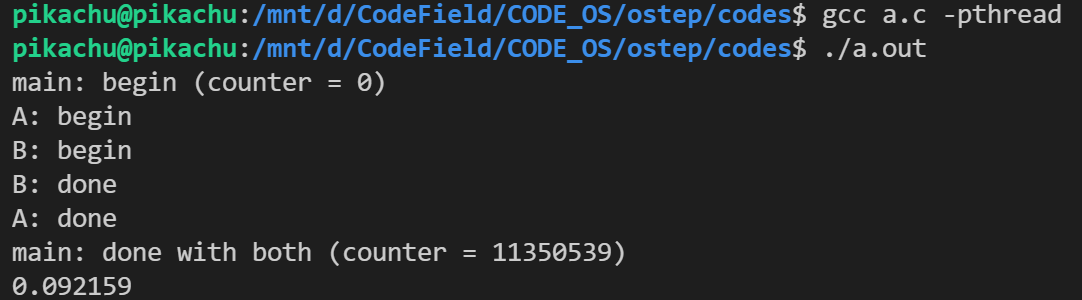 pikachu@pikachu:/mnt/d/CodeField/CODE_OS/ostep/codes$ gcc a.c -pthread
pikachu@pikachu:/mnt/d/CodeField/CODE_OS/ostep/codes$ ./a.out
main: begin (counter = 0)
A: begin
B: begin
B: done
A: done
main: done with both (counter = 11350539)
0.092159